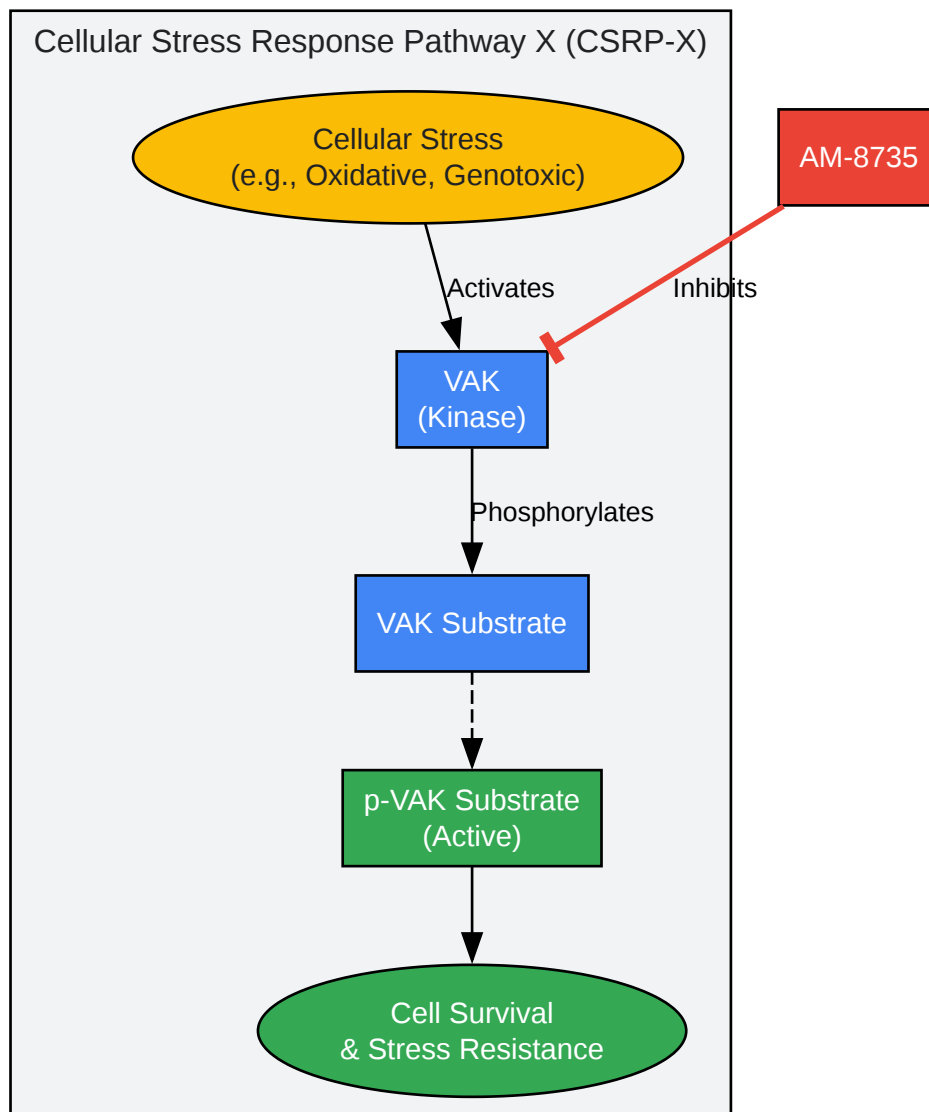 Cellular Stress Response Pathway X (CSRP-X)
Cellular Stress
(e.g., Oxidative, Genotoxic)
AM-8735
Activates
Inhibits
VAK
(Kinase)
Phosphorylates
VAK Substrate
p-VAK Substrate
(Active)
Cell Survival
& Stress Resistance